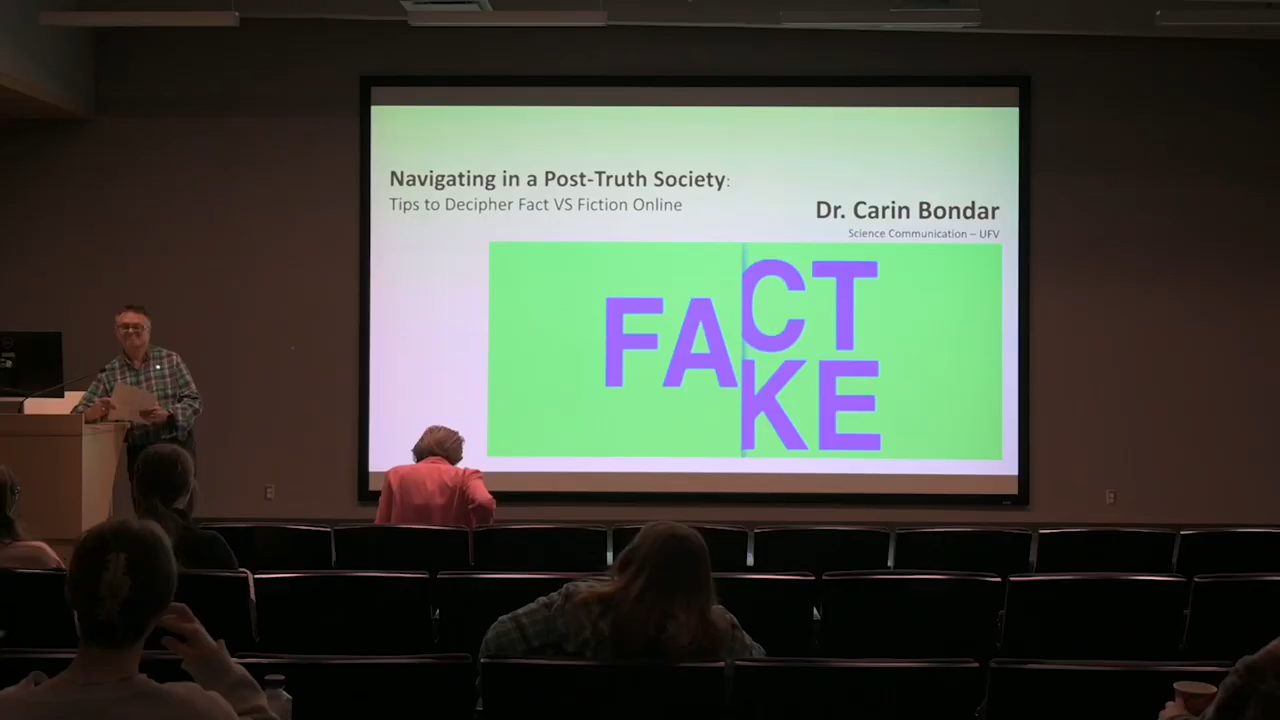 Navigating in a Post-Truth Society:
Tips to Decipher Fact VS Fiction Online
Dr. Carin Bondar
Science Communication – UFV
FACT
KE